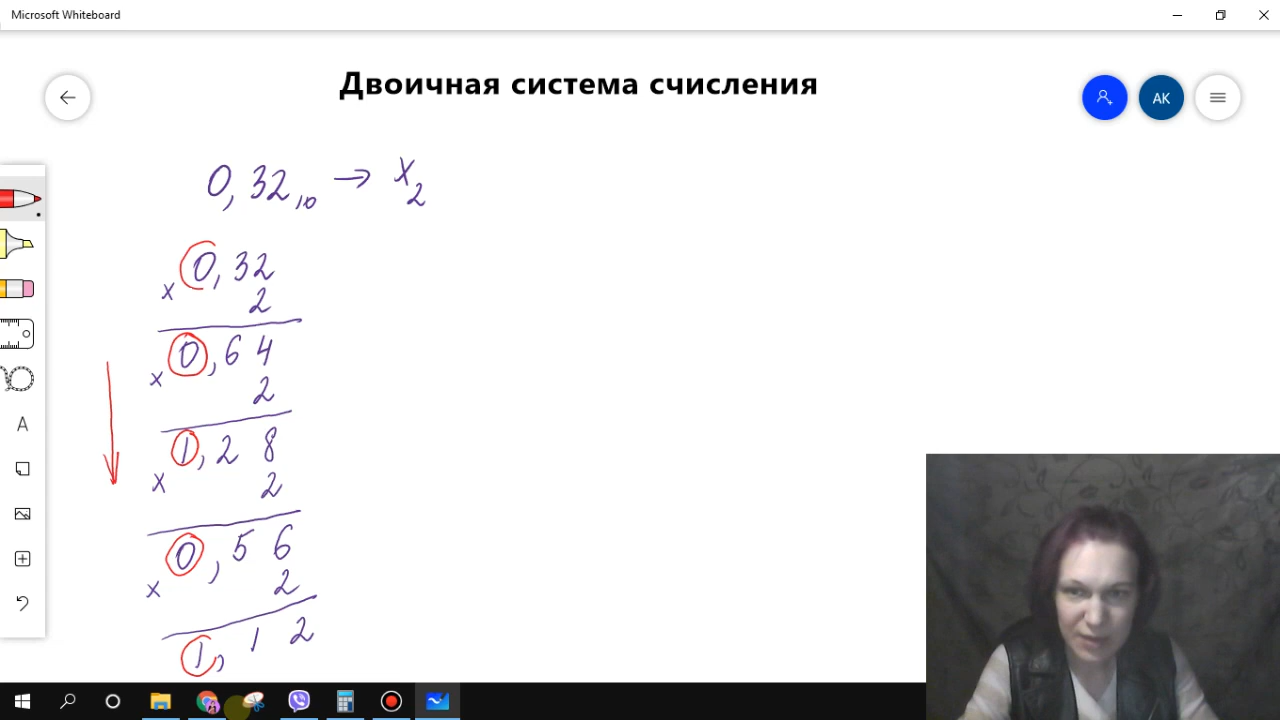 Microsoft Whiteboard
Двоичная система счисления
AK
0,32₁₀ → x₂
0,32
x 2
0,64
x 2
1,28
x 2
0,56
x 2
1,12
A